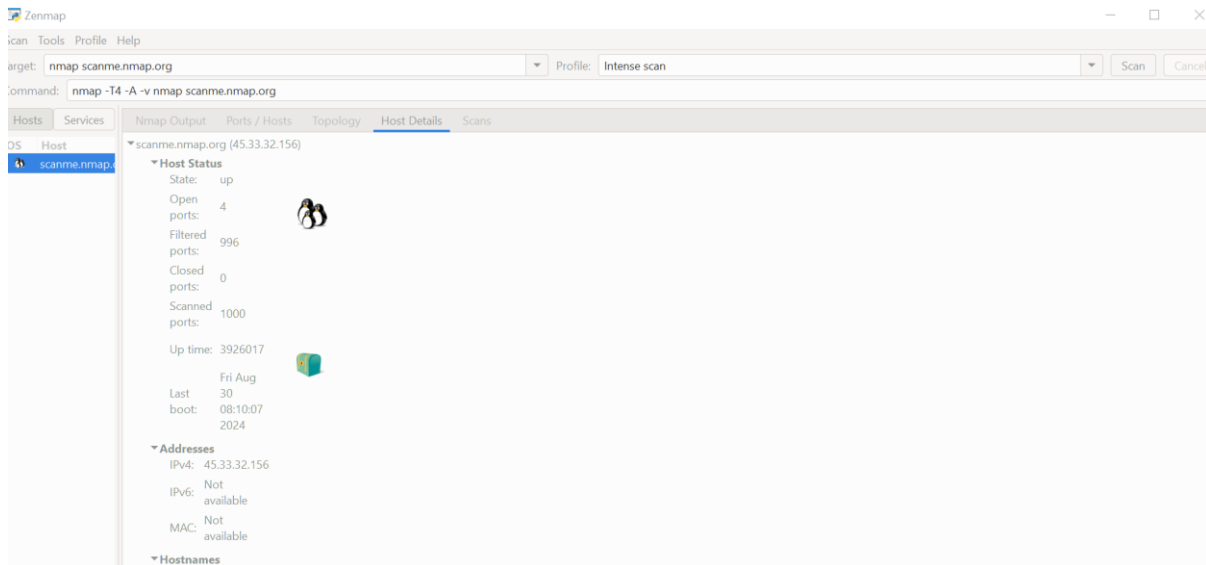 Zenmap
Scan Tools Profile Help
Target: nmap scanme.nmap.org Profile: Intense scan Scan Cancel
Command: nmap -T4 -A -v nmap scanme.nmap.org
Hosts Services Nmap Output Ports / Hosts Topology Host Details Scans
OS Host
scanme.nmap.o
scanme.nmap.org (45.33.32.156)
Host Status
State: up
Open
ports: 4
Filtered
ports: 996
Closed
ports: 0
Scanned
ports: 1000
Up time: 3926017
Last
boot: Fri Aug
30
08:10:07
2024
Addresses
IPv4: 45.33.32.156
IPv6: Not
available
MAC: Not
available
Hostnames